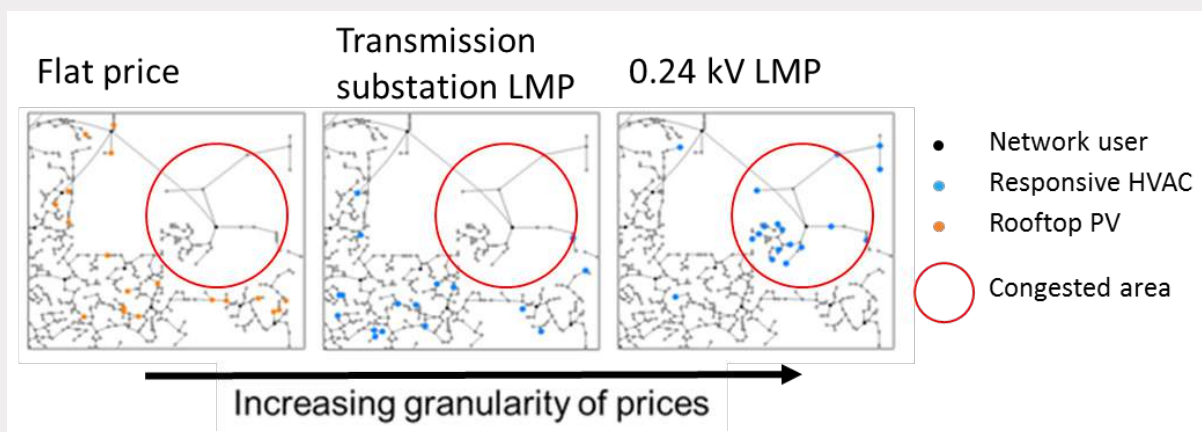 Flat price
Transmission
substation LMP
0.24 kV LMP
Network user
Responsive HVAC
Rooftop PV
Congested area
Increasing granularity of prices